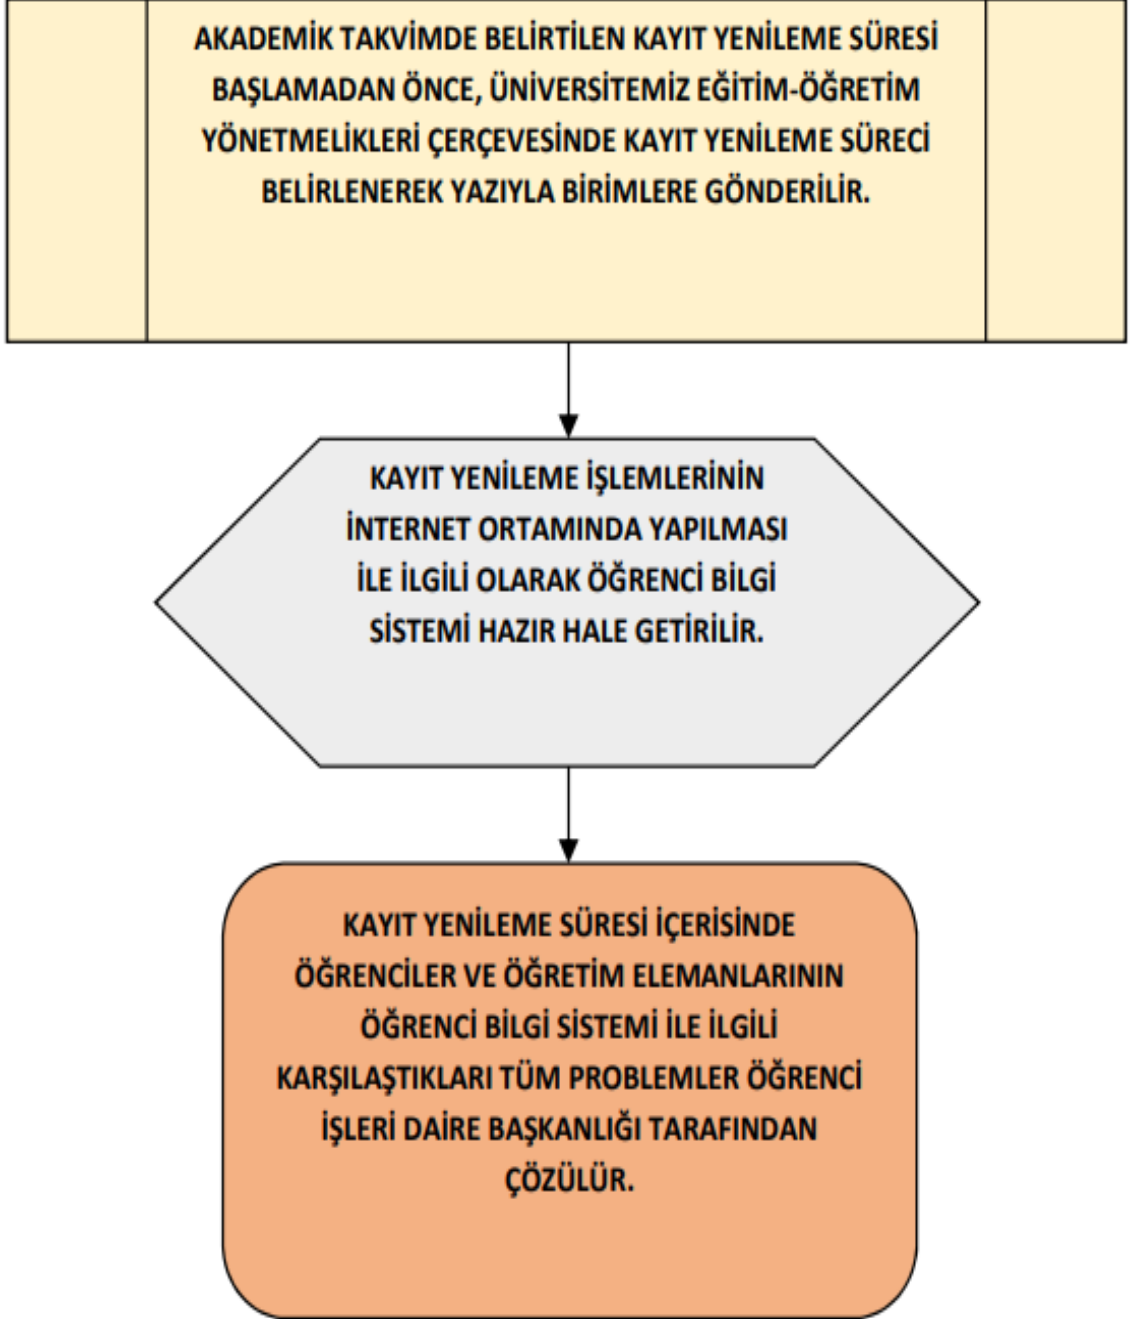 AKADEMİK TAKVİMDE BELİRTİLEN KAYIT YENİLEME SÜRESİ
BAŞLAMADAN ÖNCE, ÜNİVERSİTEMİZ EĞİTİM-ÖĞRETİM
YÖNETMELİKLERİ ÇERÇEVESİNDE KAYIT YENİLEME SÜRECİ
BELİRLENEREK YAZIYLA BİRİMLERE GÖNDERİLİR.
KAYIT YENİLEME İŞLEMLERİNİN
İNTERNET ORTAMINDA YAPILMASI
İLE İLGİLİ OLARAK ÖĞRENCİ BİLGİ
SİSTEMİ HAZIR HALE GETİRİLİR.
KAYIT YENİLEME SÜRESİ İÇERİSİNDE
ÖĞRENCİLER VE ÖĞRETİM ELEMANLARININ
ÖĞRENCİ BİLGİ SİSTEMİ İLE İLGİLİ
KARŞILAŞTIKLARI TÜM PROBLEMLER ÖĞRENCİ
İŞLERİ DAİRE BAŞKANLIĞI TARAFINDAN
ÇÖZÜLÜR.